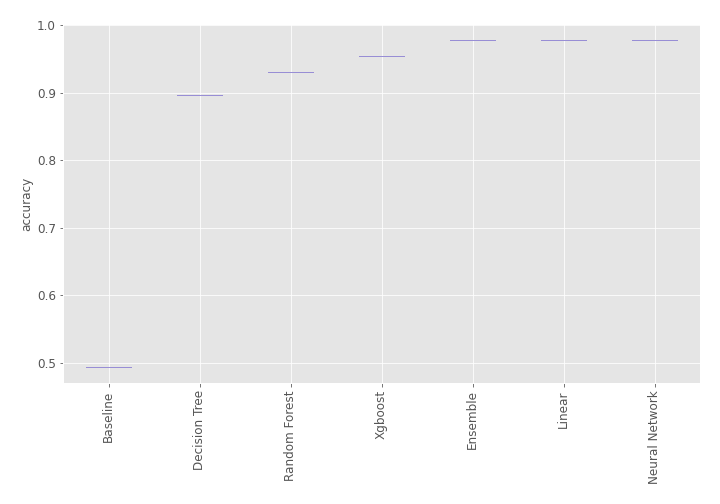 1.0
0.9
0.8
0.7
0.6
0.5
accuracy
Baseline
Decision Tree
Random Forest
Xgboost
Ensemble
Linear
Neural Network